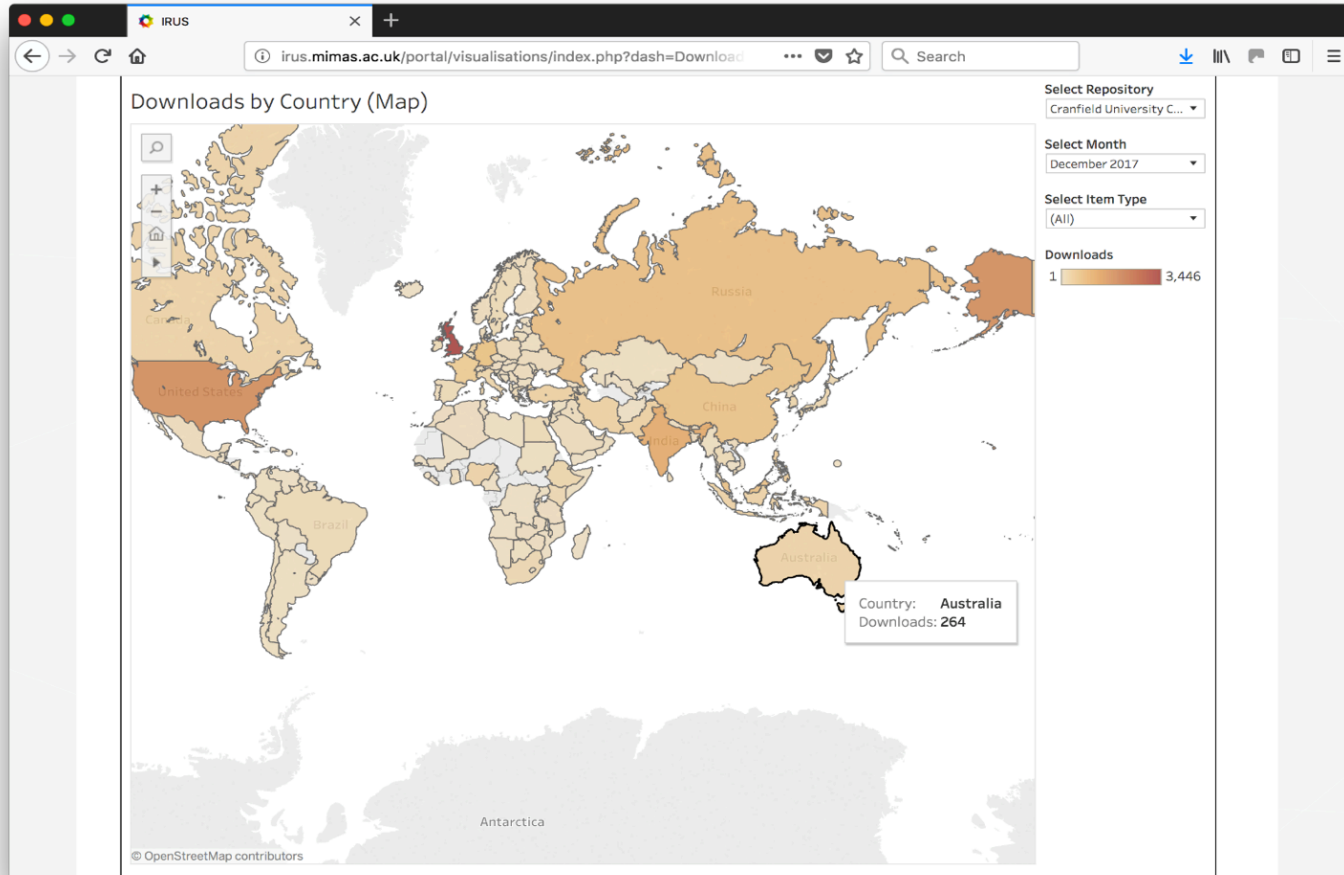 IRUS
irus.mimas.ac.uk/portal/visualisations/index.php?dash=Download
Search
Downloads by Country (Map)
Select Repository
Cranfield University C...
Select Month
December 2017
Select Item Type
(All)
Downloads
1 3,446
Canada
United States
Russia
China
India
Brazil
Australia
Country: Australia
Downloads: 264
Antarctica
© OpenStreetMap contributors